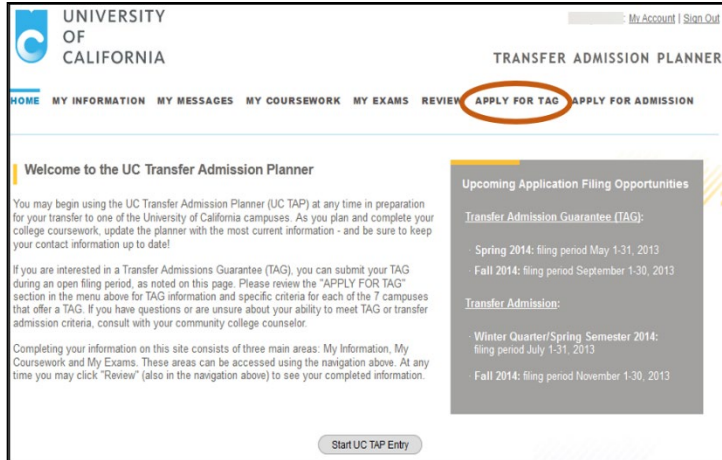 UNIVERSITY
OF
CALIFORNIA
: My Account | Sign Out
TRANSFER ADMISSION PLANNER
HOME MY INFORMATION MY MESSAGES MY COURSEWORK MY EXAMS REVIEW APPLY FOR TAG APPLY FOR ADMISSION
Welcome to the UC Transfer Admission Planner
You may begin using the UC Transfer Admission Planner (UC TAP) at any time in preparation
for your transfer to one of the University of California campuses. As you plan and complete your
college coursework, update the planner with the most current information - and be sure to keep
your contact information up to date!
If you are interested in a Transfer Admissions Guarantee (TAG), you can submit your TAG
during an open filing period, as noted on this page. Please review the "APPLY FOR TAG"
section in the menu above for TAG information and specific criteria for each of the 7 campuses
that offer a TAG. If you have questions or are unsure about your ability to meet TAG or transfer
admission criteria, consult with your community college counselor.
Completing your information on this site consists of three main areas: My Information, My
Coursework and My Exams. These areas can be accessed using the navigation above. At any
time you may click "Review" (also in the navigation above) to see your completed information.
Upcoming Application Filing Opportunities
Transfer Admission Guarantee (TAG):
· Spring 2014: filing period May 1-31, 2013
· Fall 2014: filing period September 1-30, 2013
Transfer Admission:
· Winter Quarter/Spring Semester 2014:
filing period July 1-31, 2013
· Fall 2014: filing period November 1-30, 2013
Start UC TAP Entry